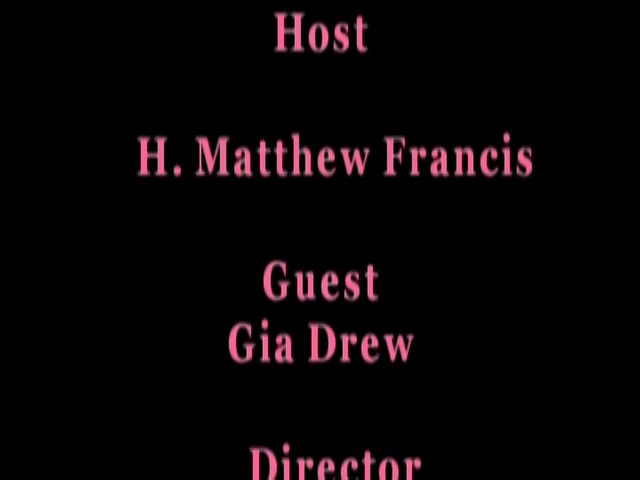 Host
H. Matthew Francis
Guest
Gia Drew
Director